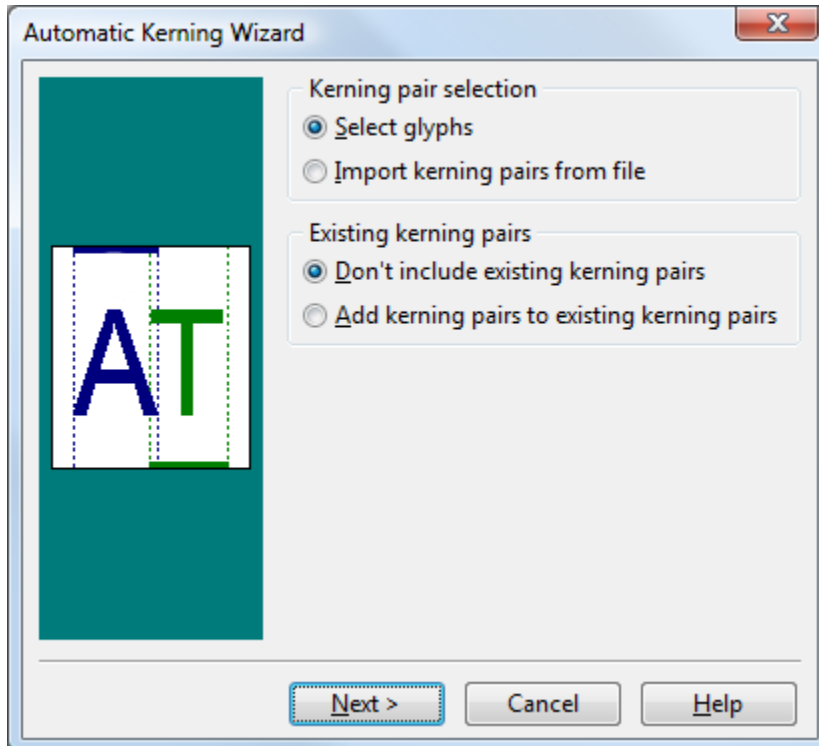 Automatic Kerning Wizard
Kerning pair selection
Select glyphs
Import kerning pairs from file
Existing kerning pairs
Don't include existing kerning pairs
Add kerning pairs to existing kerning pairs
AT
Next >
Cancel
Help